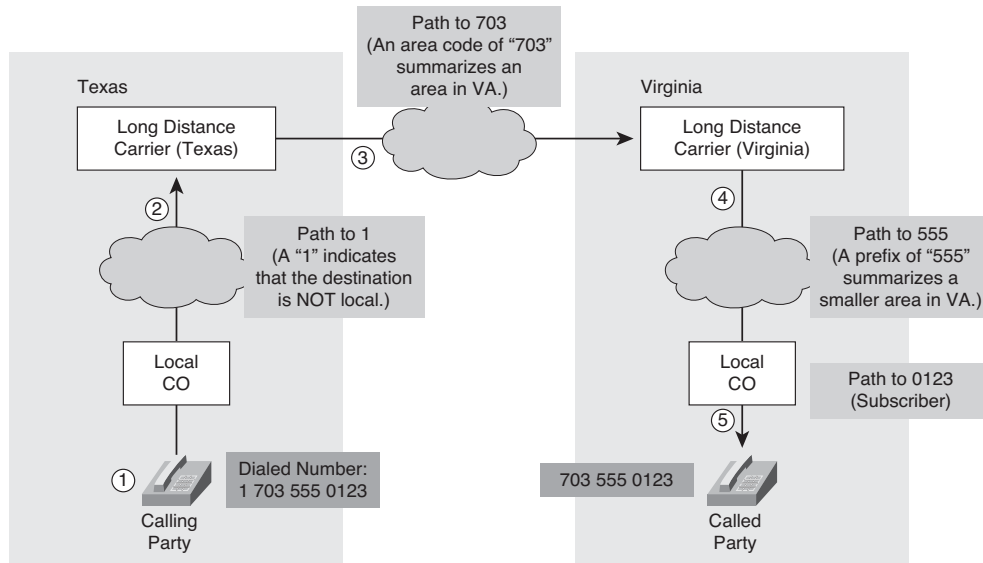 Path to 703
(An area code of “703”
summarizes an
area in VA.)
Texas
Virginia
Long Distance
Carrier (Texas)
3
Long Distance
Carrier (Virginia)
2
4
Path to 1
(A “1” indicates
that the destination
is NOT local.)
Path to 555
(A prefix of “555”
summarizes a
smaller area in VA.)
Local
CO
Local
CO
Path to 0123
(Subscriber)
5
1
Dialed Number:
1 703 555 0123
703 555 0123
Calling
Party
Called
Party